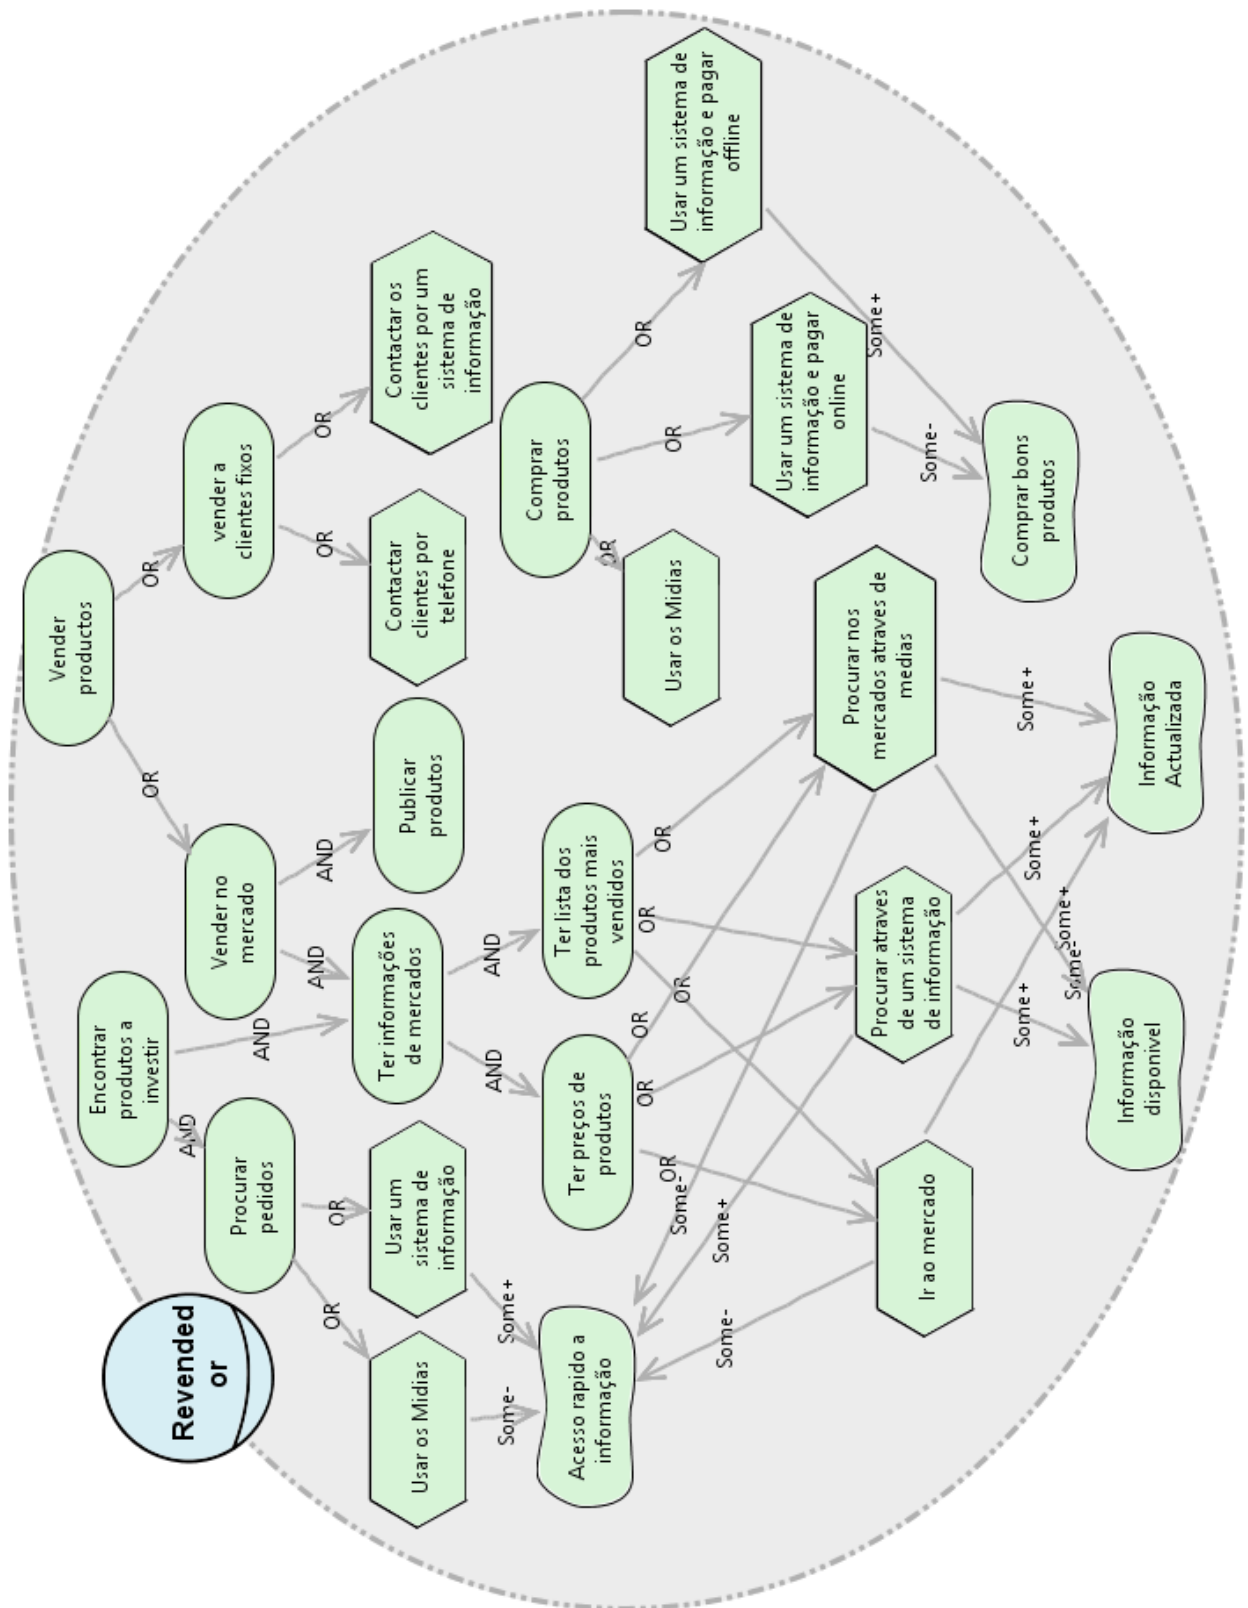 Revended
or
Encontrar
produtos a
investir
Vender
productos
AND
AND
OR
OR
Procurar
pedidos
Vender no
mercado
vender a
clientes fixos
OR
OR
AND
AND
OR
OR
Usar os Midias
Usar um
sistema de
informação
Ter informações
de mercados
Publicar
produtos
Contactar
clientes por
telefone
Contactar os
clientes por um
sistema de
informação
Some-
Some+
AND
AND
Comprar
produtos
Acesso rapido a
informação
Ter preços de
produtos
Ter lista dos
produtos mais
vendidos
OR
OR
OR
OR
OR
OR
OR
OR
OR
Usar os Midias
Usar um sistema de
informação e pagar
offline
Some-
Some+
Some-
Usar um sistema de
informação e pagar
online
Procurar nos
mercados atraves de
medias
Procurar atraves
de um sistema
de informação
Ir ao mercado
Some+
Some-
Some+
Some+
Some+
Some+
Some-
Comprar bons
produtos
Informação
disponivel
Informação
Actualizada